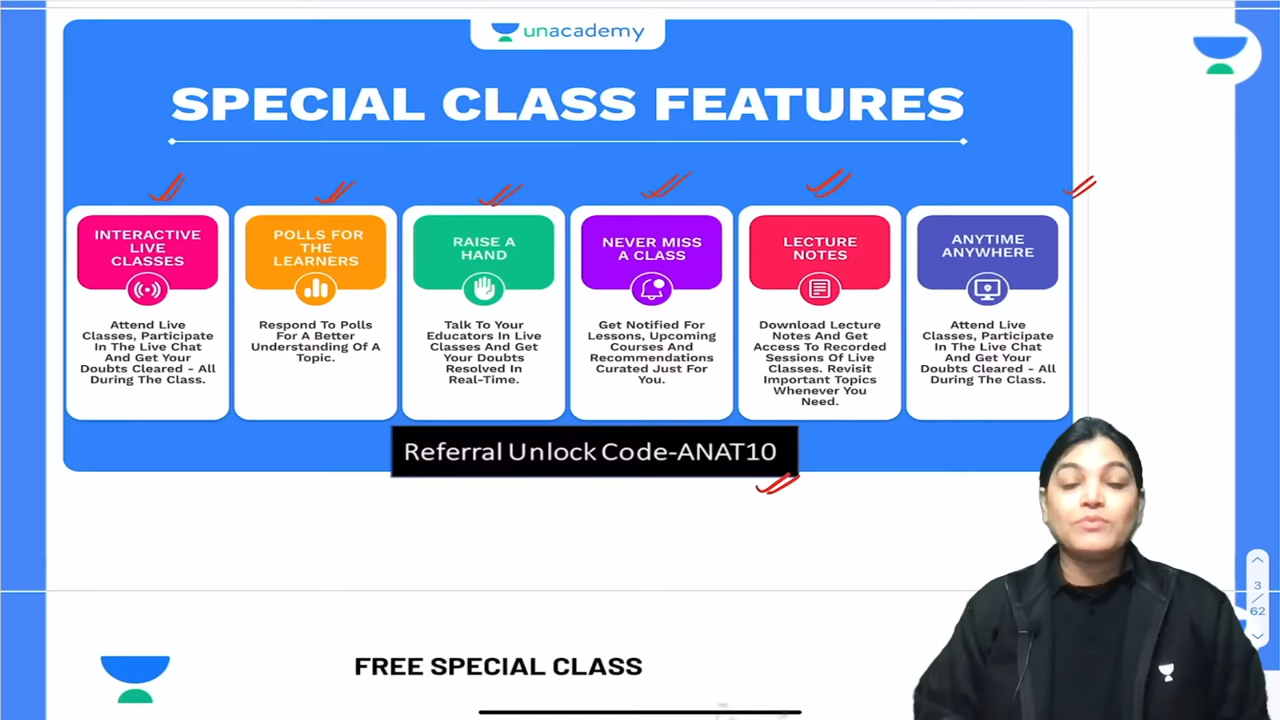 unacademy
SPECIAL CLASS FEATURES
INTERACTIVE
LIVE
CLASSES
Attend Live
Classes, Participate
In The Live Chat
And Get Your
Doubts Cleared - All
During The Class.
POLLS FOR
THE
LEARNERS
Respond To Polls
For A Better
Understanding Of A
Topic.
RAISE A
HAND
Talk To Your
Educators In Live
Classes And Get
Your Doubts
Resolved In
Real-Time.
NEVER MISS
A CLASS
Get Notified For
Lessons, Upcoming
Courses And
Recommendations
Curated Just For
You.
LECTURE
NOTES
Download Lecture
Notes And Get
Access To Recorded
Sessions Of Live
Classes. Revisit
Important Topics
Whenever You
Need.
ANYTIME
ANYWHERE
Attend Live
Classes, Participate
In The Live Chat
And Get Your
Doubts Cleared - All
During The Class.
Referral Unlock Code-ANAT10
3
/
62
FREE SPECIAL CLASS